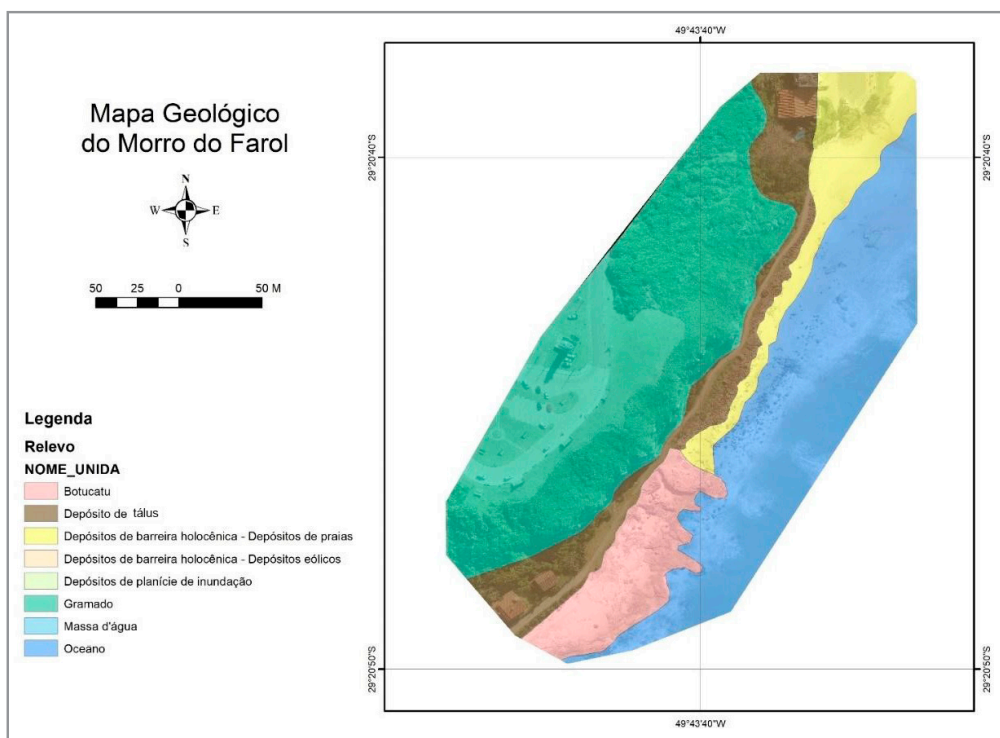 Mapa Geológico
do Morro do Farol
N
W E
S
50 25 0 50 M
Legenda
Relevo
NOME_UNIDA
Botucatu
Depósito de tálus
Depósitos de barreira holocênica - Depósitos de praias
Depósitos de barreira holocênica - Depósitos eólicos
Depósitos de planície de inundação
Gramado
Massa d'água
Oceano
49°43'40"W
29°20'40"S
29°20'40"S
29°20'50"S
29°20'50"S
49°43'40"W